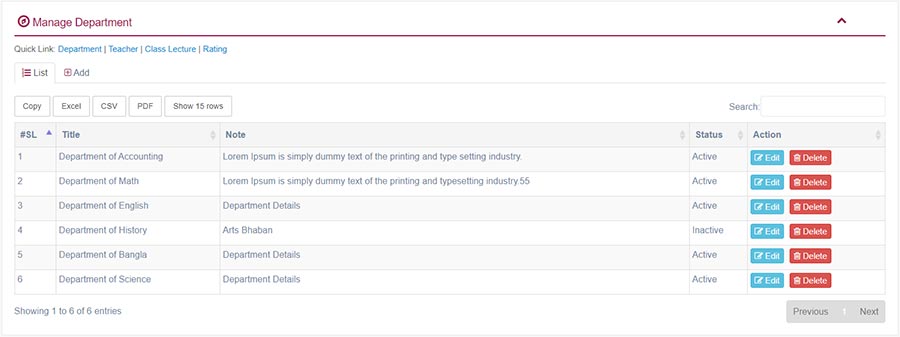 Manage Department
Quick Link: Department | Teacher | Class Lecture | Rating
List Add
Copy Excel CSV PDF Show 15 rows Search:
#SL Title Note Status Action
1 Department of Accounting Lorem Ipsum is simply dummy text of the printing and type setting industry. Active Edit Delete
2 Department of Math Lorem Ipsum is simply dummy text of the printing and typesetting industry.55 Active Edit Delete
3 Department of English Department Details Active Edit Delete
4 Department of History Arts Bhaban Inactive Edit Delete
5 Department of Bangla Department Details Active Edit Delete
6 Department of Science Department Details Active Edit Delete
Showing 1 to 6 of 6 entries Previous 1 Next